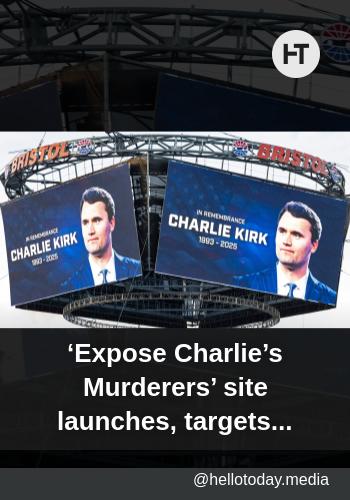 HT
BRISTOL
BRISTOL
IN REMEMBRANCE
CHARLIE KIRK
1993 - 2025
IN REMEMBRANCE
CHARLIE KIRK
1993 - 2025
‘Expose Charlie’s
Murderers’ site
launches, targets...
@hellotoday.media